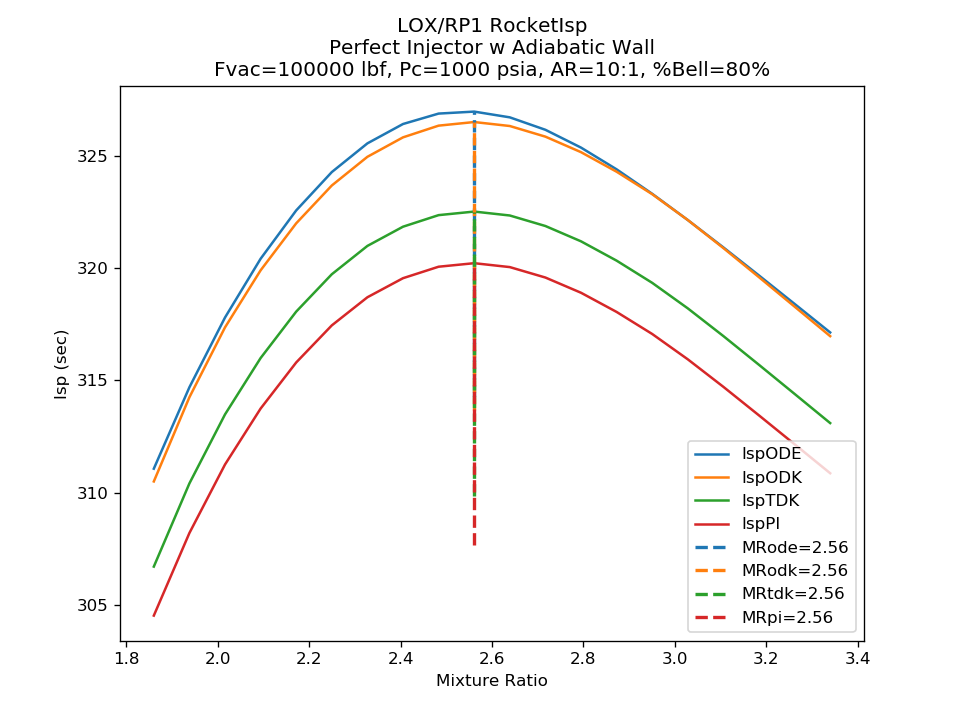 LOX/RP1 RocketIsp
Perfect Injector w Adiabatic Wall
Fvac=100000 lbf, Pc=1000 psia, AR=10:1, %Bell=80%
Isp (sec)
325
320
315
310
305
IspODE
IspODK
IspTDK
IspPI
MRode=2.56
MRodk=2.56
MRtdk=2.56
MRpi=2.56
1.8 2.0 2.2 2.4 2.6 2.8 3.0 3.2 3.4
Mixture Ratio